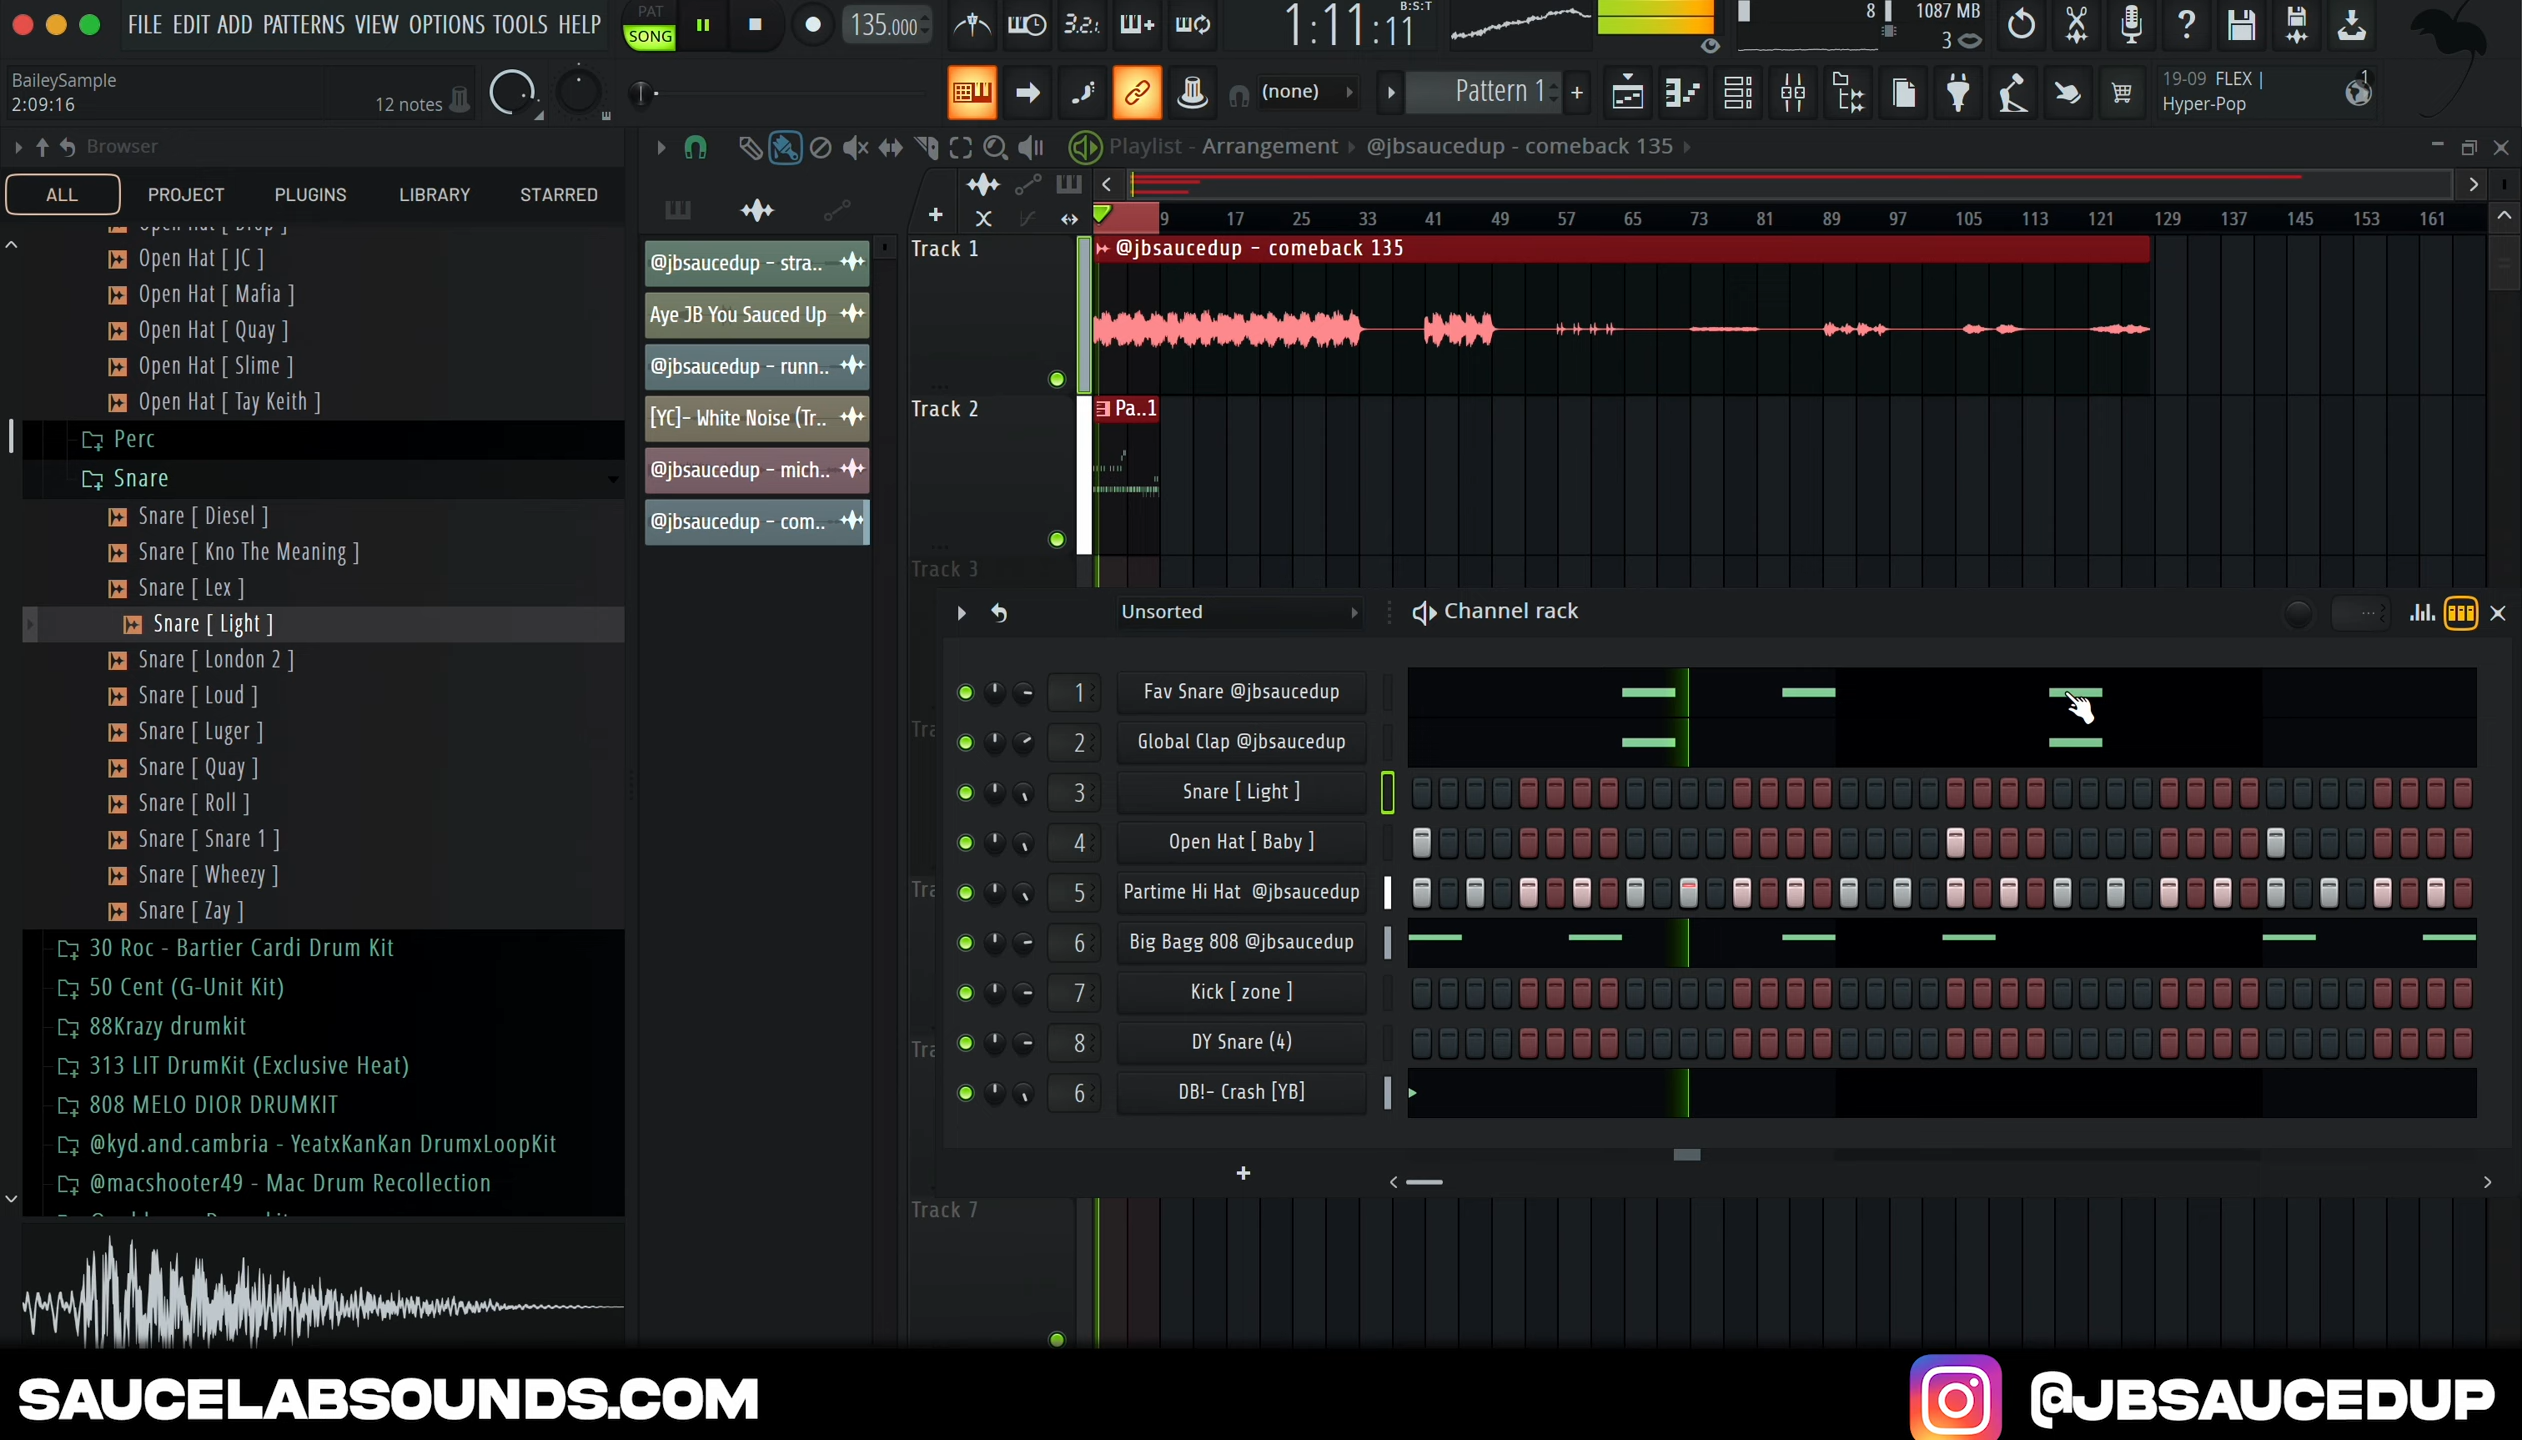 FILE EDIT ADD PATTERNS VIEW OPTIONS TOOLS HELP
PAT
SONG
135.000
3.2.
1:11:11
B:S:T
8
1087 MB
3
BaileySample
2:09:16
12 notes
(none)
Pattern 1
19-09 FLEX |
Hyper-Pop
1
Browser
Playlist - Arrangement
@jbsaucedup - comeback 135
ALL
PROJECT
PLUGINS
LIBRARY
STARRED
9 17 25 33 41 49 57 65 73 81 89 97 105 113 121 129 137 145 153 161
Open Hat [ JC ]
Open Hat [ Mafia ]
Open Hat [ Quay ]
Open Hat [ Slime ]
Open Hat [ Tay Keith ]
Perc
Snare
Snare [ Diesel ]
Snare [ Kno The Meaning ]
Snare [ Lex ]
Snare [ Light ]
Snare [ London 2 ]
Snare [ Loud ]
Snare [ Luger ]
Snare [ Quay ]
Snare [ Roll ]
Snare [ Snare 1 ]
Snare [ Wheezy ]
Snare [ Zay ]
30 Roc - Bartier Cardi Drum Kit
50 Cent (G-Unit Kit)
88Krazy drumkit
313 LIT DrumKit (Exclusive Heat)
808 MELO DIOR DRUMKIT
@kyd.and.cambria - YeatxKanKan DrumxLoopKit
@macshooter49 - Mac Drum Recollection
@jbsaucedup - stra..
Aye JB You Sauced Up
@jbsaucedup - runn..
[YC]- White Noise (Tr..
@jbsaucedup - mich..
@jbsaucedup - com..
Track 1
@jbsaucedup - comeback 135
Track 2
Pa..1
Track 3
Unsorted
Channel rack
1 Fav Snare @jbsaucedup
2 Global Clap @jbsaucedup
3 Snare [ Light ]
4 Open Hat [ Baby ]
5 Partime Hi Hat @jbsaucedup
6 Big Bagg 808 @jbsaucedup
7 Kick [ zone ]
8 DY Snare (4)
6 DB!- Crash [YB]
Track 7
SAUCELABSOUNDS.COM
@JBSAUCEDUP